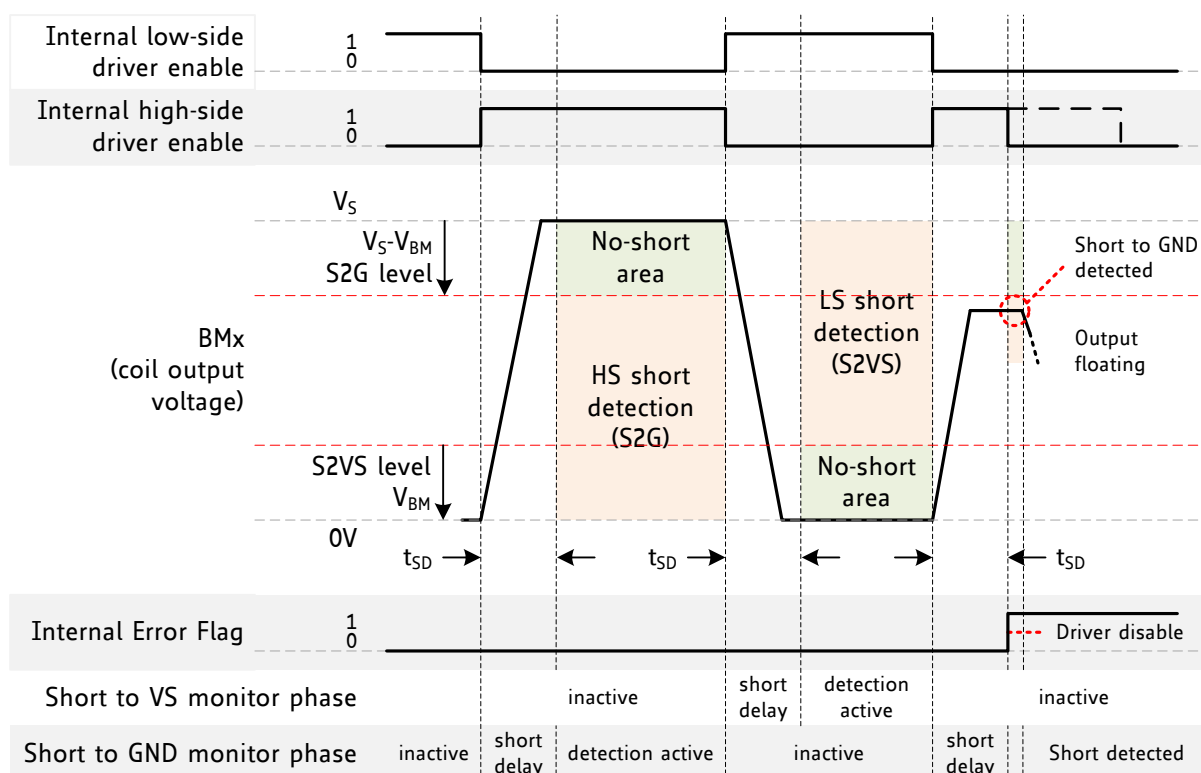 Internal low-side
driver enable
1
0
Internal high-side
driver enable
1
0
VS
VS-VBM
S2G level
No-short
area
Short to GND
detected
BMx
(coil output
voltage)
HS short
detection
(S2G)
LS short
detection
(S2VS)
Output
floating
S2VS level
VBM
No-short
area
0V
tSD
tSD
tSD
Internal Error Flag
1
0
Driver disable
Short to VS monitor phase
inactive
short
delay
detection
active
inactive
Short to GND monitor phase
inactive
short
delay
detection active
inactive
short
delay
Short detected